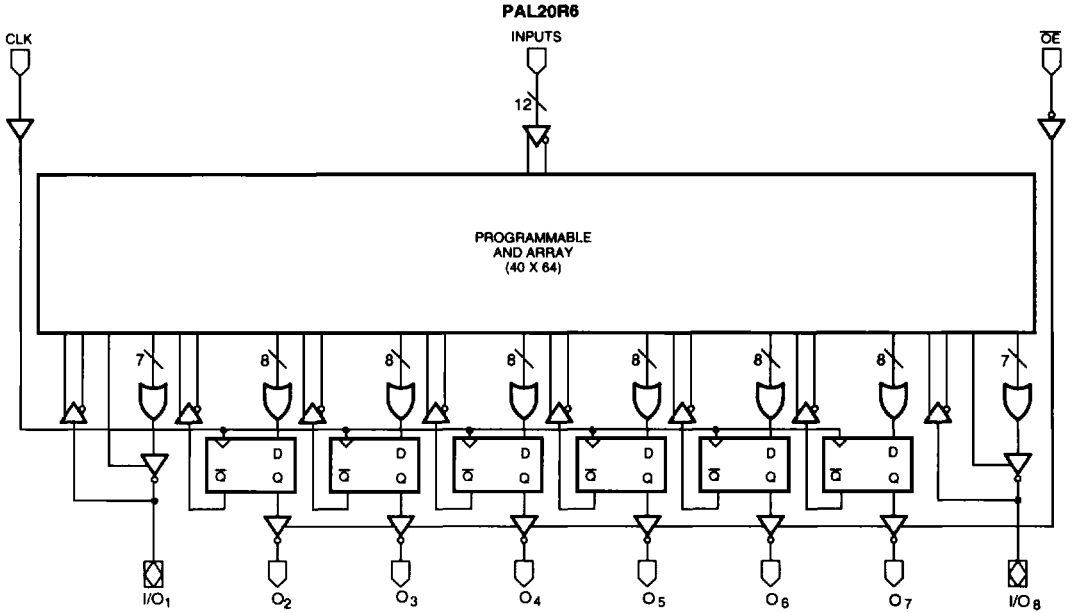 PAL20R6
CLK
INPUTS
O̅E̅
12
PROGRAMMABLE
AND ARRAY
(40 X 64)
7
8
8
8
8
8
8
7
D
D
D
D
D
D
Q̅
Q
Q̅
Q
Q̅
Q
Q̅
Q
Q̅
Q
Q̅
Q
I/O1
O2
O3
O4
O5
O6
O7
I/O8